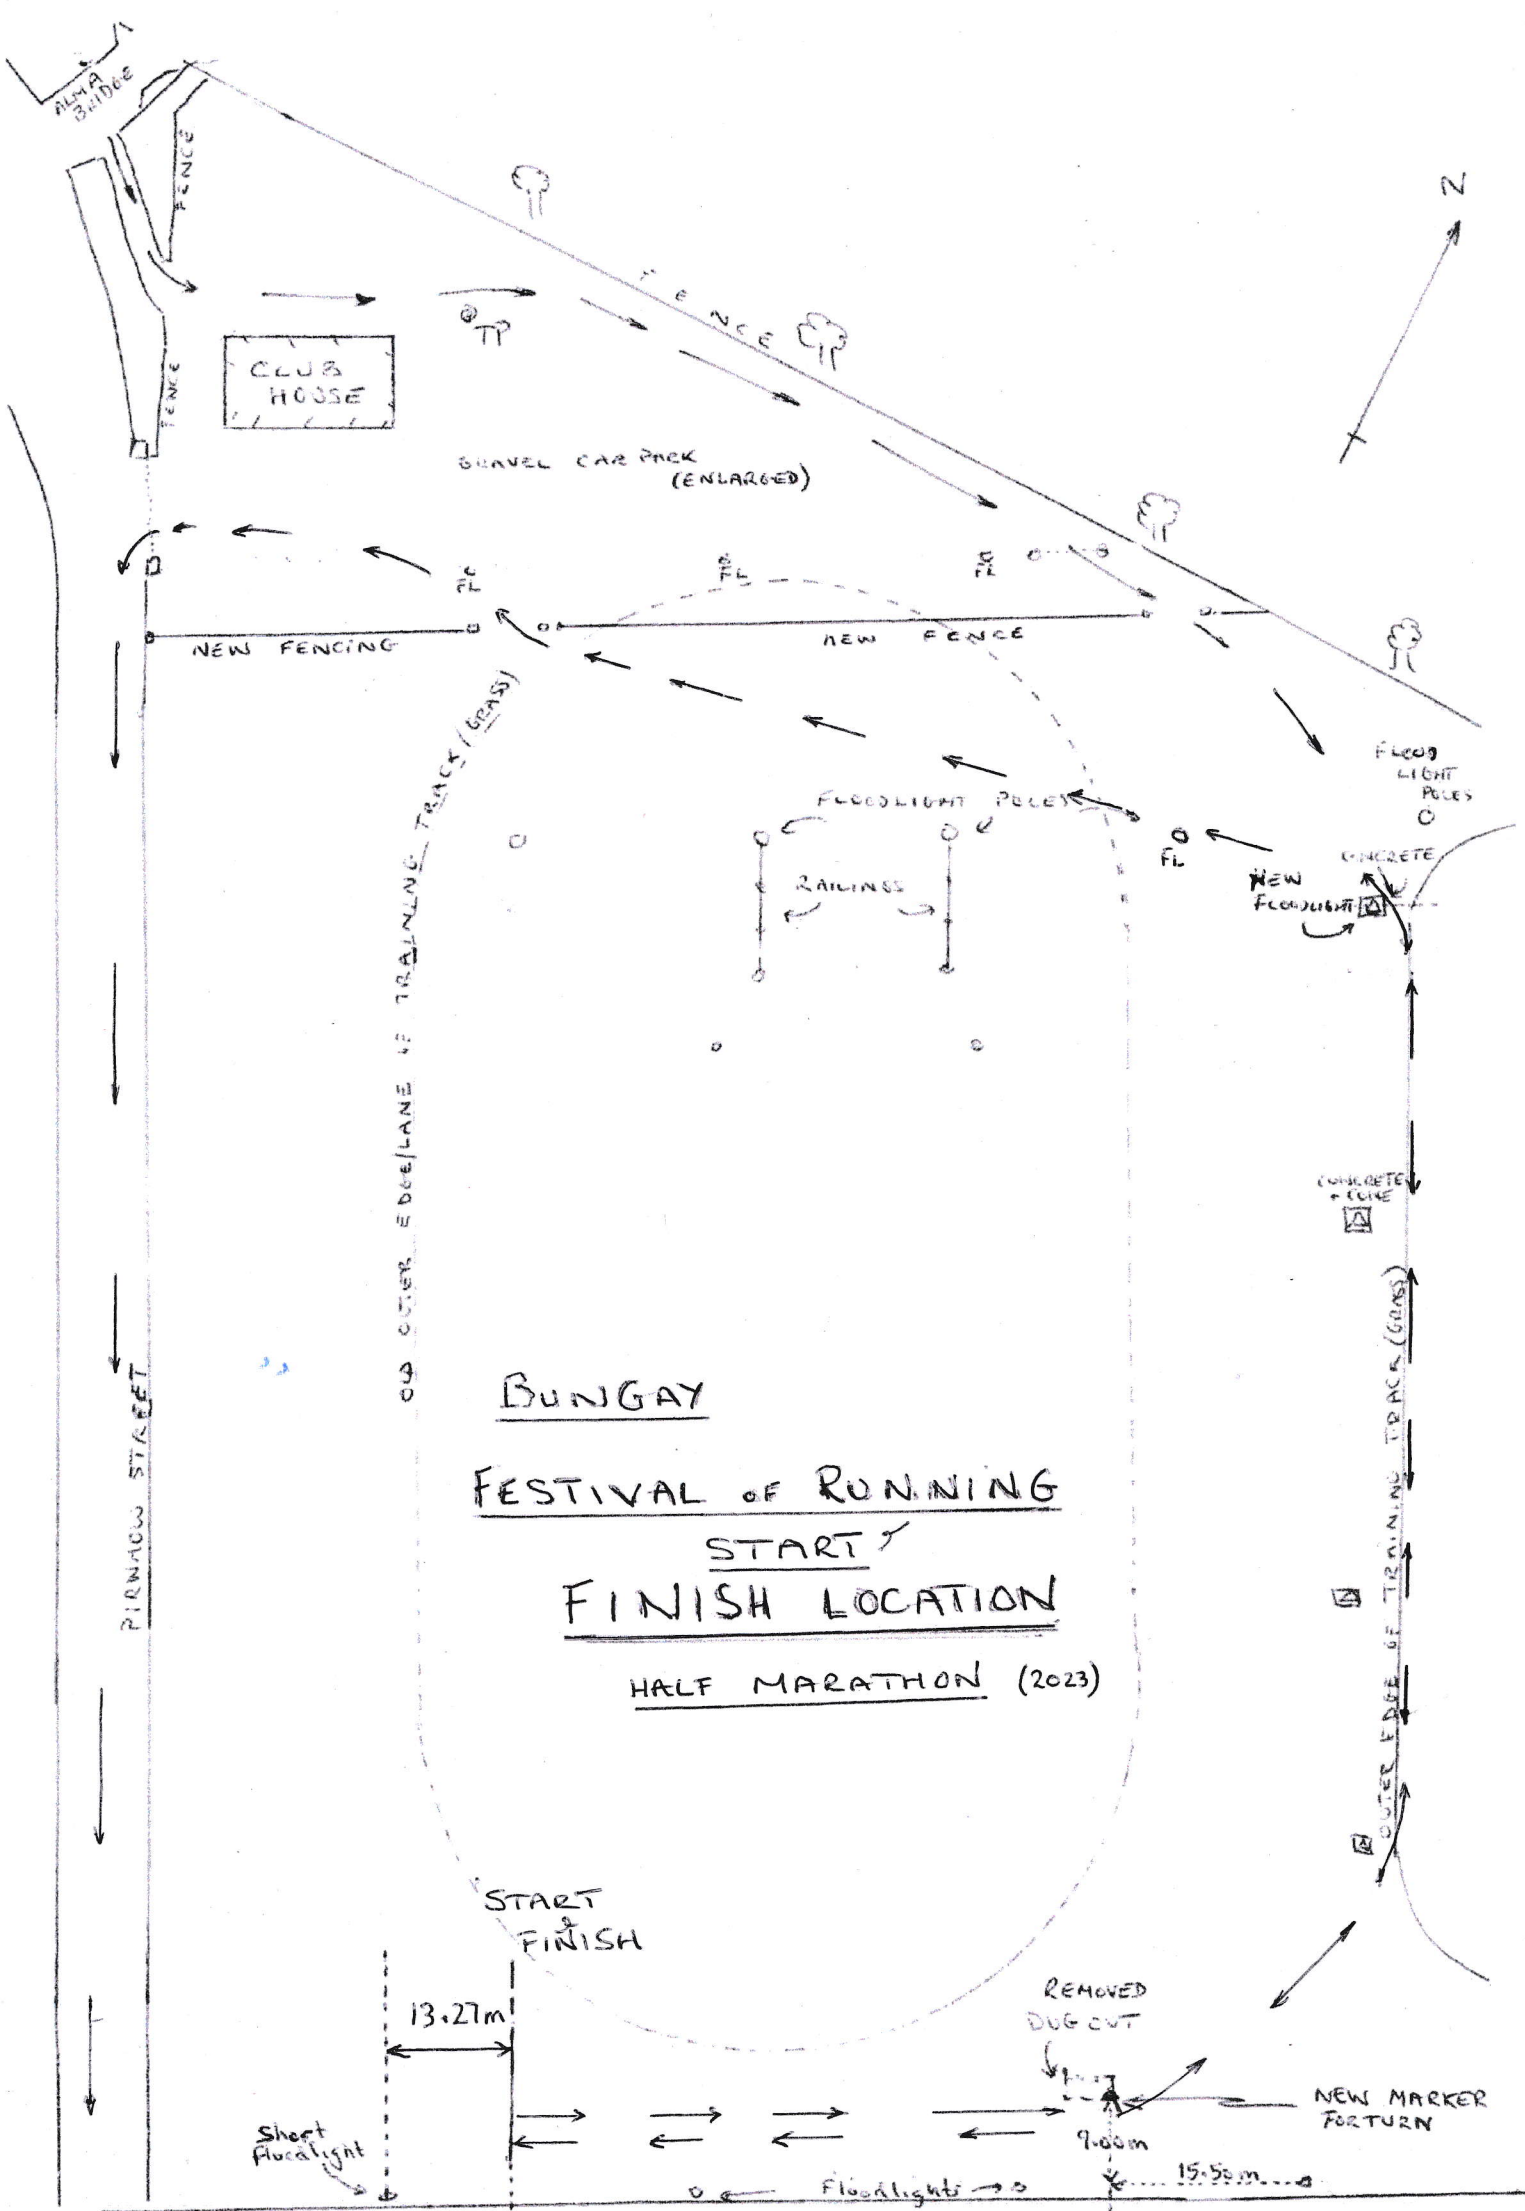 ALMA
BRIDGE
FENCE
N
FENCE
TP
CLUB
HOUSE
FENCE
GRAVEL CAR PARK
(ENLARGED)
FL
FL
FL
NEW FENCING
NEW FENCE
FLOOD
LIGHT
POLES
FLOODLIGHT POLES
FL
CONCRETE
NEW
FLOODLIGHT
RAILINGS
OUTER EDGE/LANE OF TRAINING TRACK (GRASS)
CONCRETE
+ CONE
OUTER EDGE OF TRAINING TRACK (GRASS)
PIRNHOW STREET
BUNGAY
FESTIVAL OF RUNNING
START &
FINISH LOCATION
HALF MARATHON (2023)
START
&
FINISH
13.27m
REMOVED
DUG OUT
NEW MARKER
FOR TURN
Short
floodlight
9.00m
15.50m
Floodlights